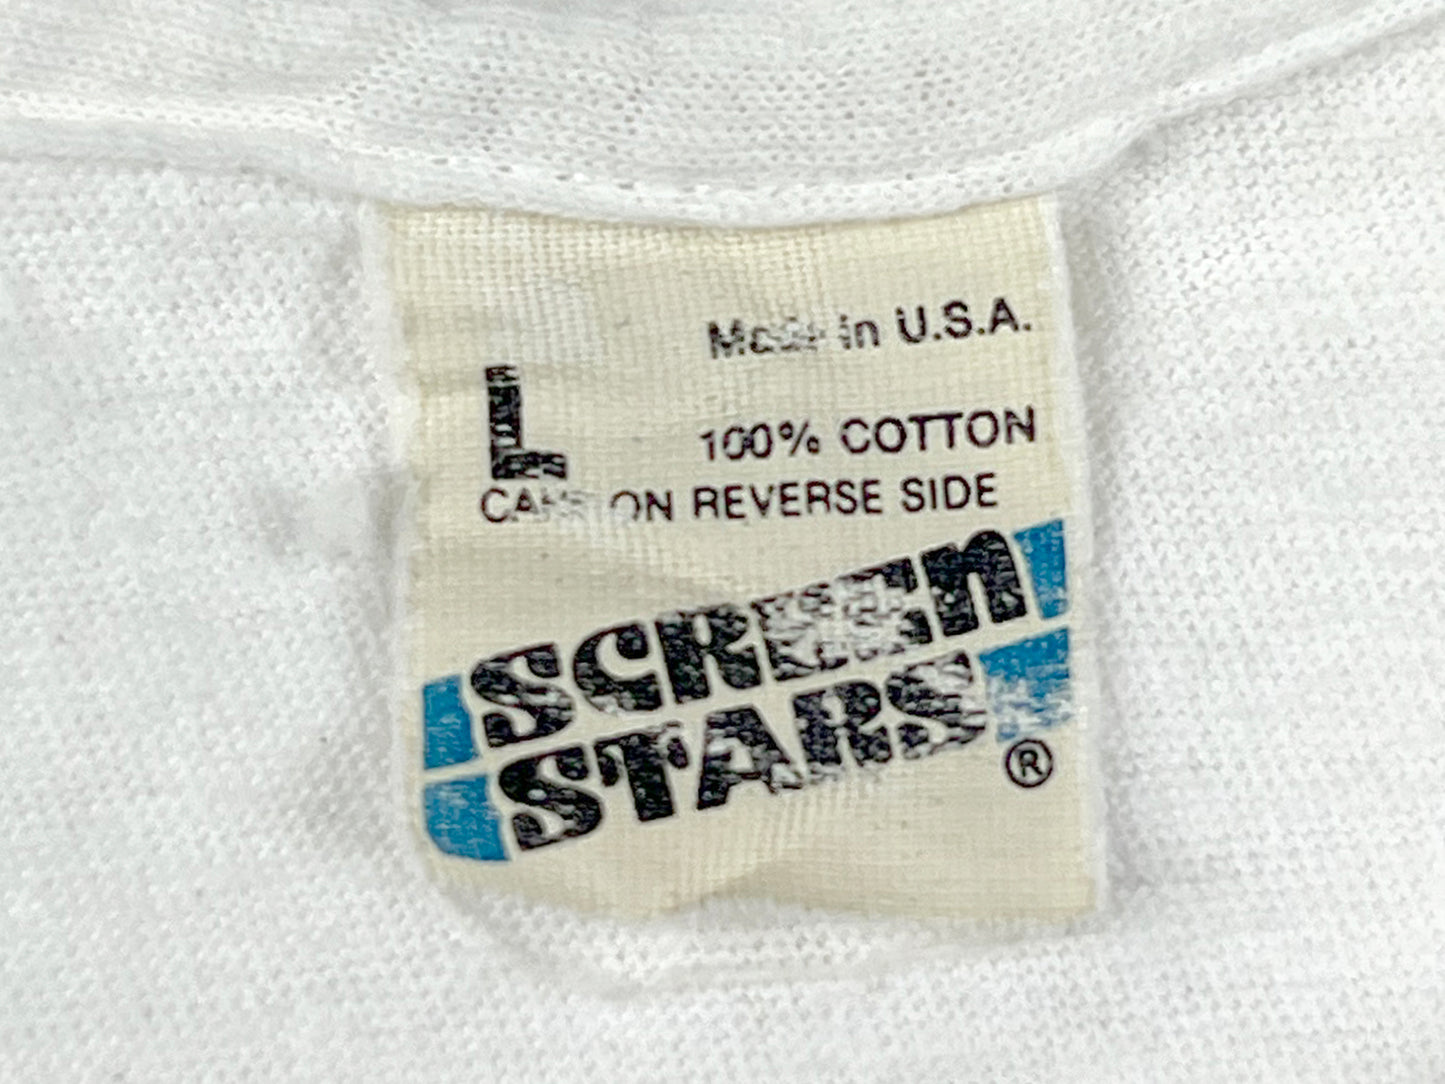 Made in U.S.A.
L
100% COTTON
CARE ON REVERSE SIDE
SCREEN
STARS
®